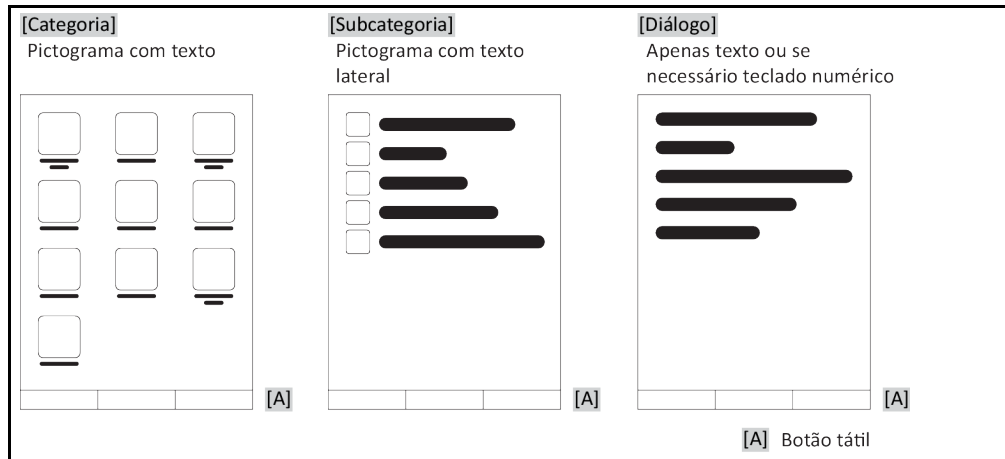 [Categoria]
Pictograma com texto
[Subcategoria]
Pictograma com texto
lateral
[Diálogo]
Apenas texto ou se
necessário teclado numérico
[A]
[A]
[A]
[A] Botão tátil